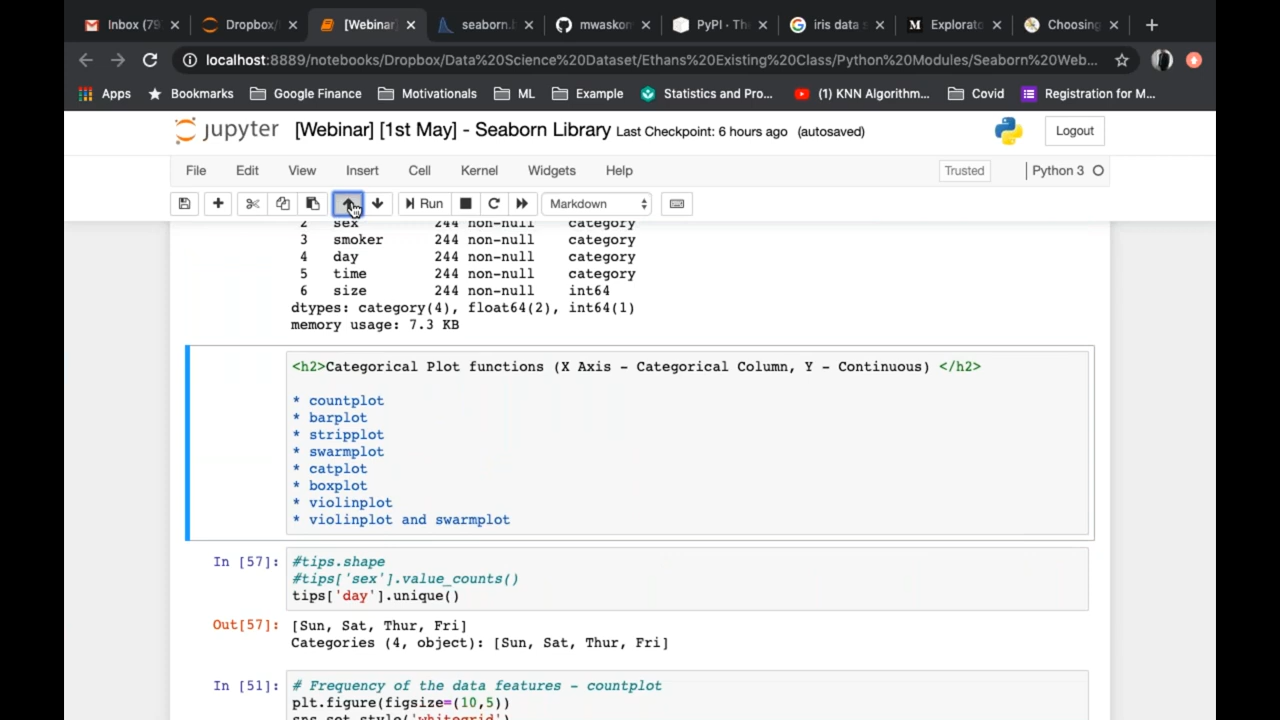 Inbox (79
Dropbox/
[Webinar]
seaborn.b
mwaskom
PyPI · The
iris data s
M Explorato
Choosing
localhost:8889/notebooks/Dropbox/Data%20Science%20Dataset/Ethans%20Existing%20Class/Python%20Modules/Seaborn%20Web...
Apps Bookmarks Google Finance Motivationals ML Example Statistics and Pro... (1) KNN Algorithm... Covid Registration for M...
jupyter [Webinar] [1st May] - Seaborn Library Last Checkpoint: 6 hours ago (autosaved) Logout
File Edit View Insert Cell Kernel Widgets Help Trusted Python 3
Run Markdown
2 sex 244 non-null category
3 smoker 244 non-null category
4 day 244 non-null category
5 time 244 non-null category
6 size 244 non-null int64
dtypes: category(4), float64(2), int64(1)
memory usage: 7.3 KB
<h2>Categorical Plot functions (X Axis - Categorical Column, Y - Continuous) </h2>
* countplot
* barplot
* stripplot
* swarmplot
* catplot
* boxplot
* violinplot
* violinplot and swarmplot
In [57]: #tips.shape
#tips['sex'].value_counts()
tips['day'].unique()
Out[57]: [Sun, Sat, Thur, Fri]
Categories (4, object): [Sun, Sat, Thur, Fri]
In [51]: # Frequency of the data features - countplot
plt.figure(figsize=(10,5))
sns.set_style('whitegrid')